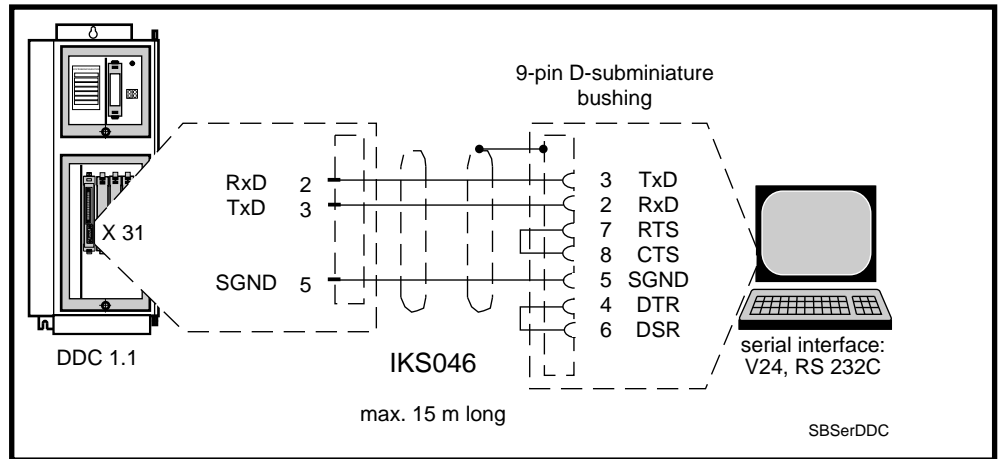 9-pin D-subminiature
bushing
RxD 2
TxD 3
X 31
SGND 5
3 TxD
2 RxD
7 RTS
8 CTS
5 SGND
4 DTR
6 DSR
DDC 1.1
IKS046
max. 15 m long
serial interface:
V24, RS 232C
SBSerDDC